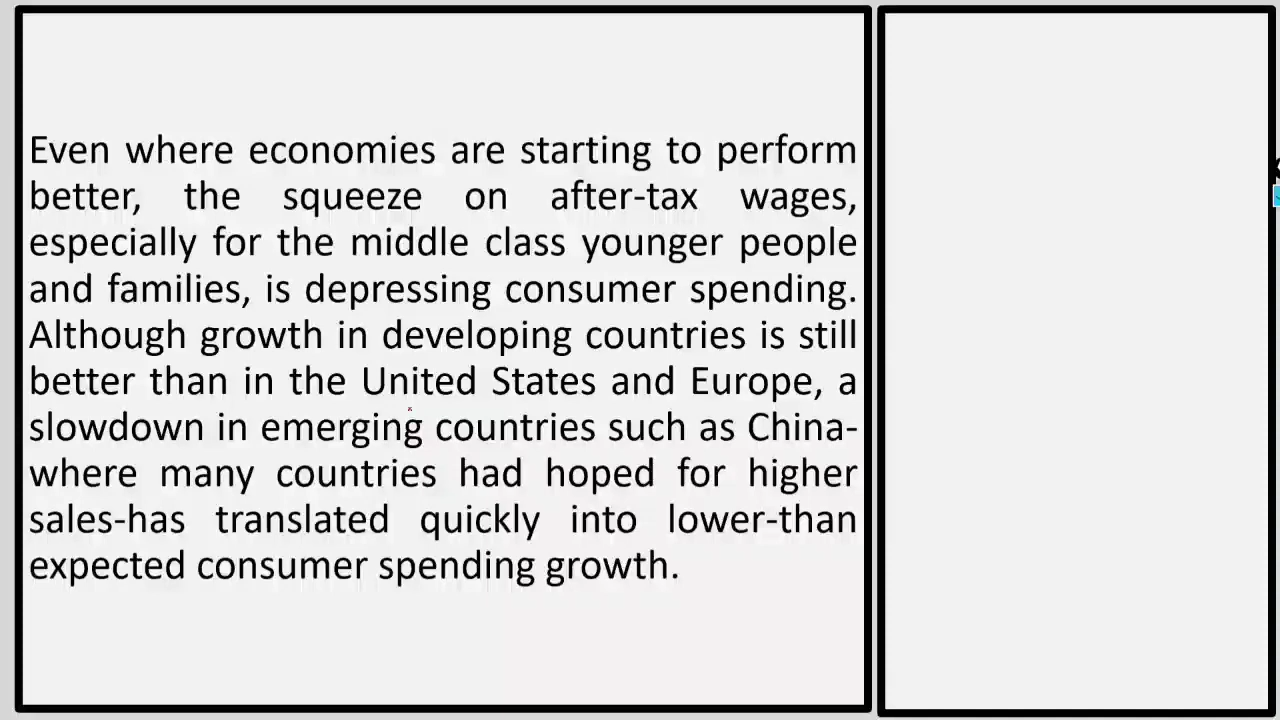 Even where economies are starting to perform
better, the squeeze on after-tax wages,
especially for the middle class younger people
and families, is depressing consumer spending.
Although growth in developing countries is still
better than in the United States and Europe, a
slowdown in emerging countries such as China-
where many countries had hoped for higher
sales-has translated quickly into lower-than
expected consumer spending growth.